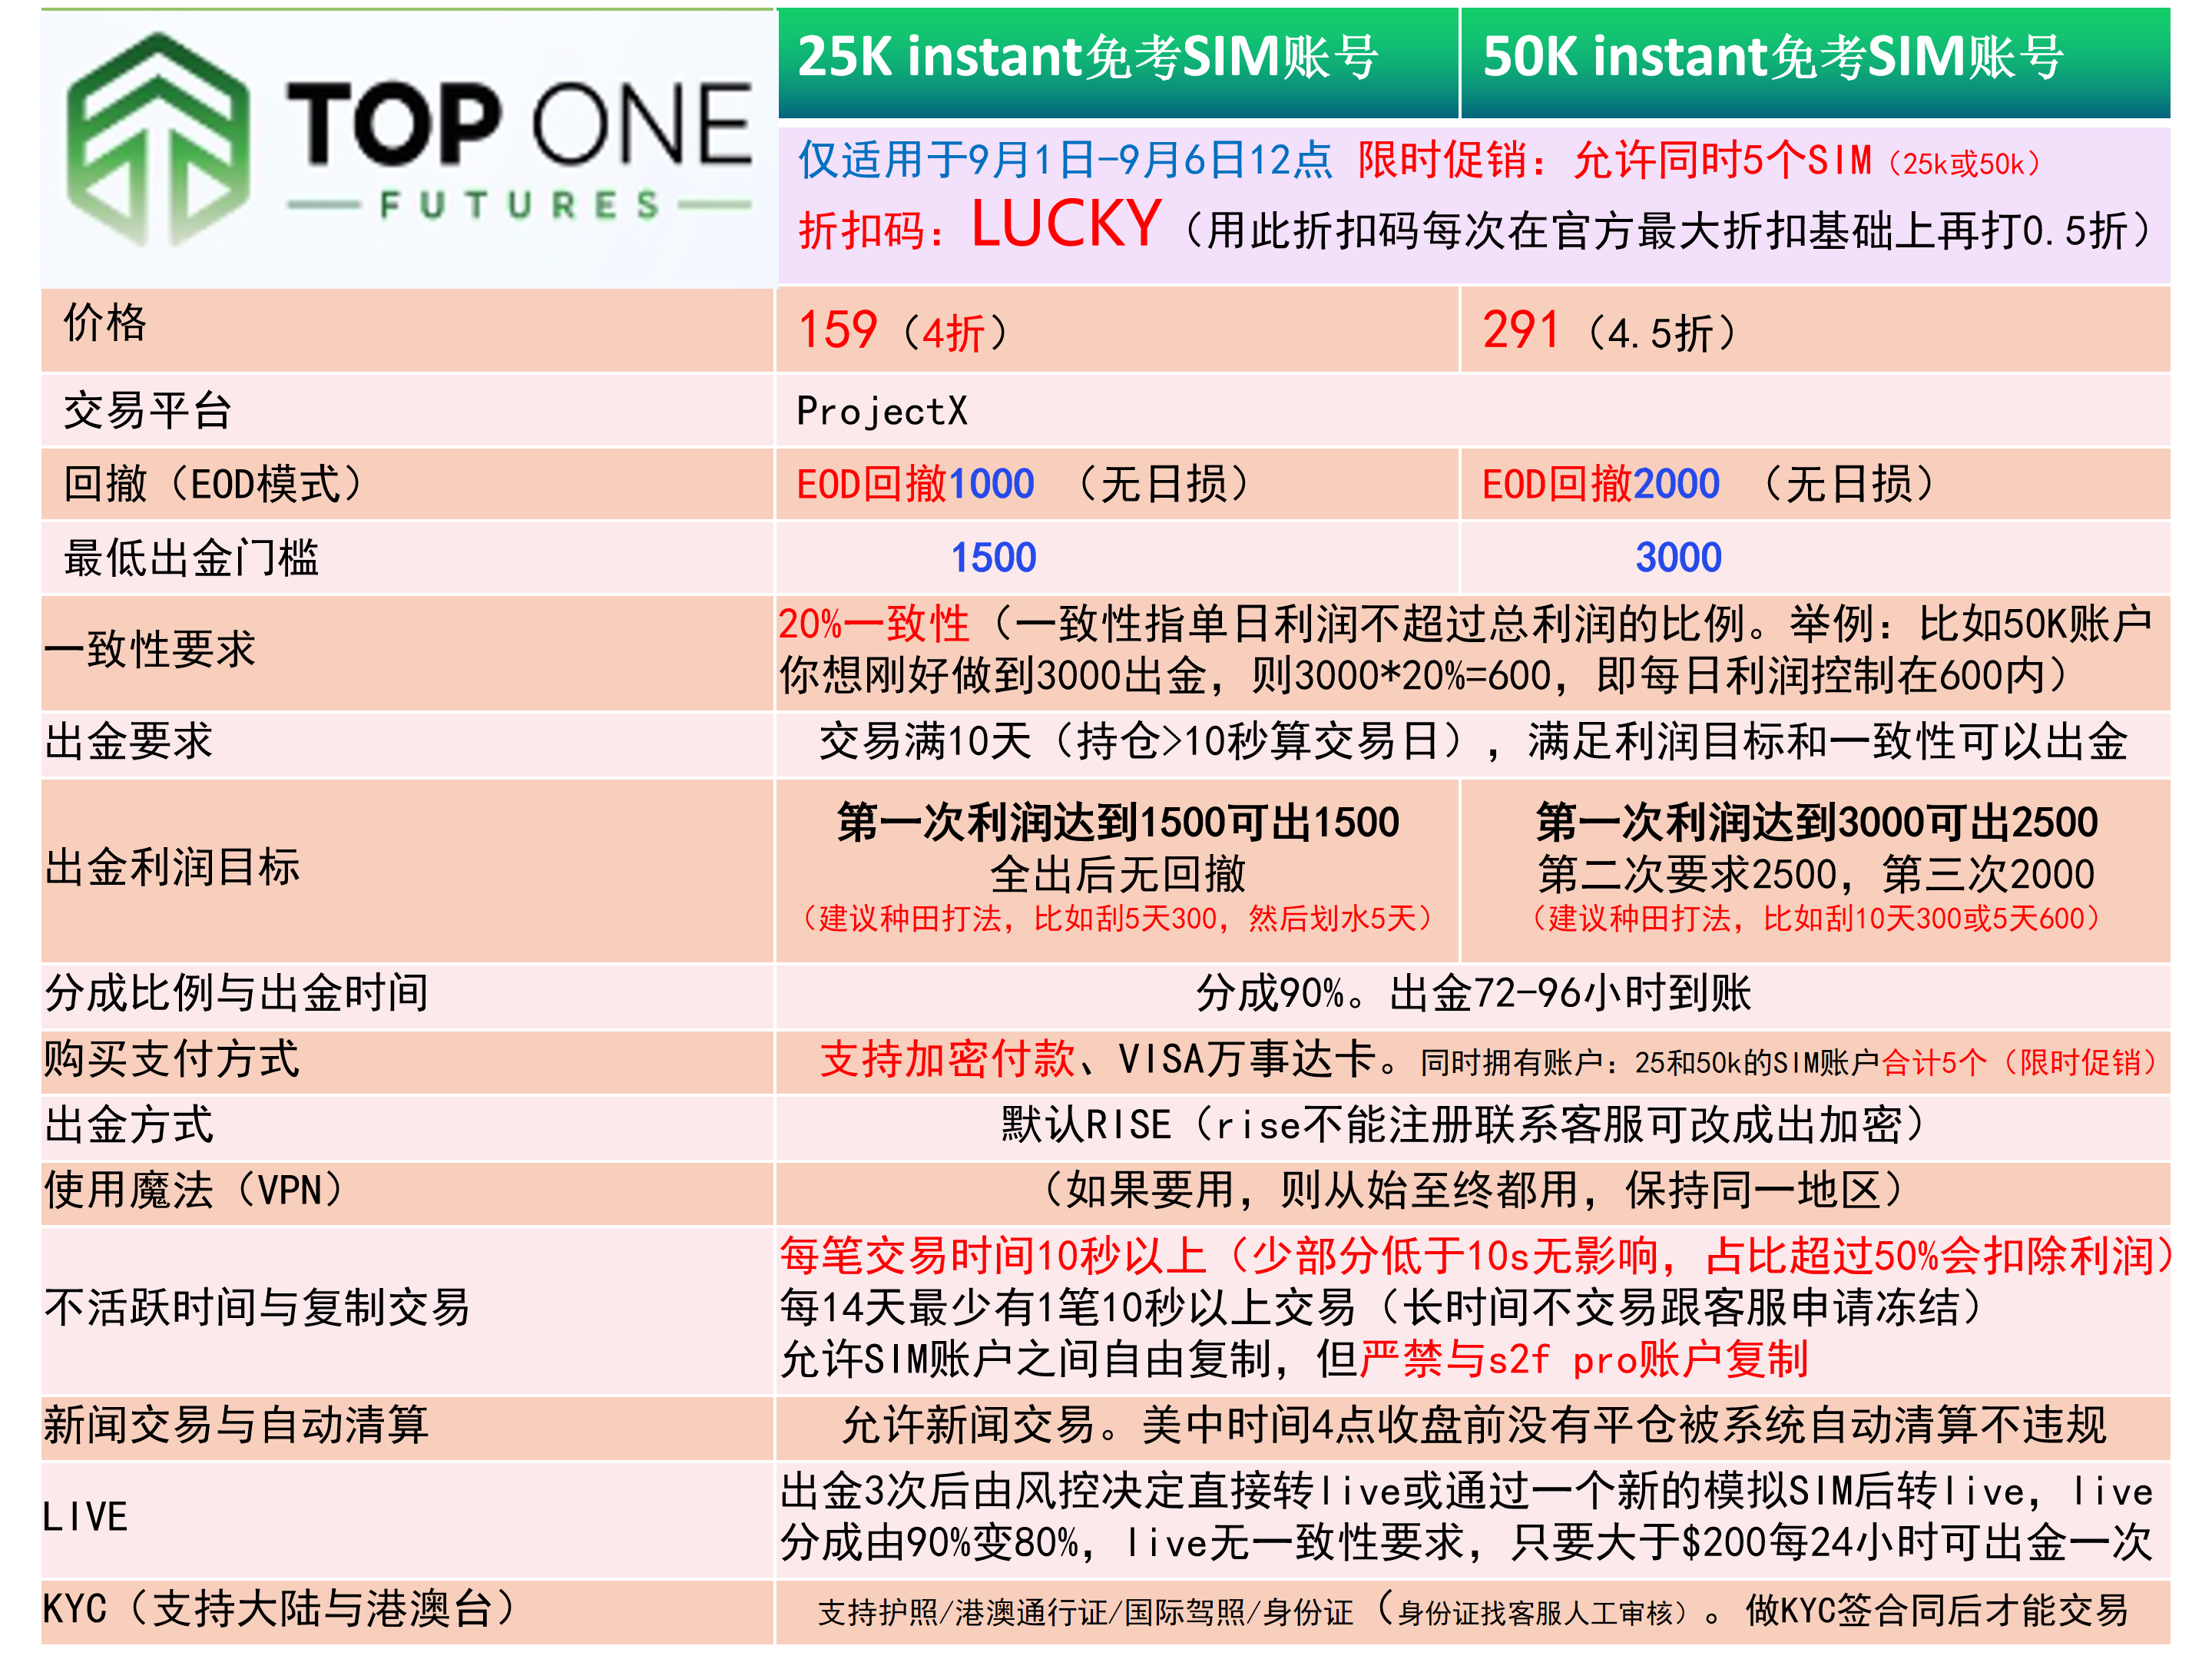 TOP ONE
FUTURES
25K instant免考SIM账号
50K instant免考SIM账号
仅适用于9月1日-9月6日12点 限时促销：允许同时5个SIM（25k或50k）
折扣码：LUCKY（用此折扣码每次在官方最大折扣基础上再打0.5折）
价格
159（4折）
291（4.5折）
交易平台
ProjectX
回撤（EOD模式）
EOD回撤1000 （无日损）
EOD回撤2000 （无日损）
最低出金门槛
1500
3000
一致性要求
20%一致性（一致性指单日利润不超过总利润的比例。举例：比如50K账户
你想刚好做到3000出金，则3000*20%=600，即每日利润控制在600内）
出金要求
交易满10天（持仓>10秒算交易日），满足利润目标和一致性可以出金
出金利润目标
第一次利润达到1500可出1500
全出后无回撤
（建议种田打法，比如刮5天300，然后划水5天）
第一次利润达到3000可出2500
第二次要求2500，第三次2000
（建议种田打法，比如刮10天300或5天600）
分成比例与出金时间
分成90%。出金72-96小时到账
购买支付方式
支持加密付款、VISA万事达卡。同时拥有账户：25和50k的SIM账户合计5个（限时促销）
出金方式
默认RISE（rise不能注册联系客服可改成出加密）
使用魔法（VPN）
（如果要用，则从始至终都用，保持同一地区）
不活跃时间与复制交易
每笔交易时间10秒以上（少部分低于10s无影响，占比超过50%会扣除利润）
每14天最少有1笔10秒以上交易（长时间不交易跟客服申请冻结）
允许SIM账户之间自由复制，但严禁与s2f pro账户复制
新闻交易与自动清算
允许新闻交易。美中时间4点收盘前没有平仓被系统自动清算不违规
LIVE
出金3次后由风控决定直接转live或通过一个新的模拟SIM后转live，live
分成由90%变80%，live无一致性要求，只要大于$200每24小时可出金一次
KYC（支持大陆与港澳台）
支持护照/港澳通行证/国际驾照/身份证（身份证找客服人工审核）。做KYC签合同后才能交易